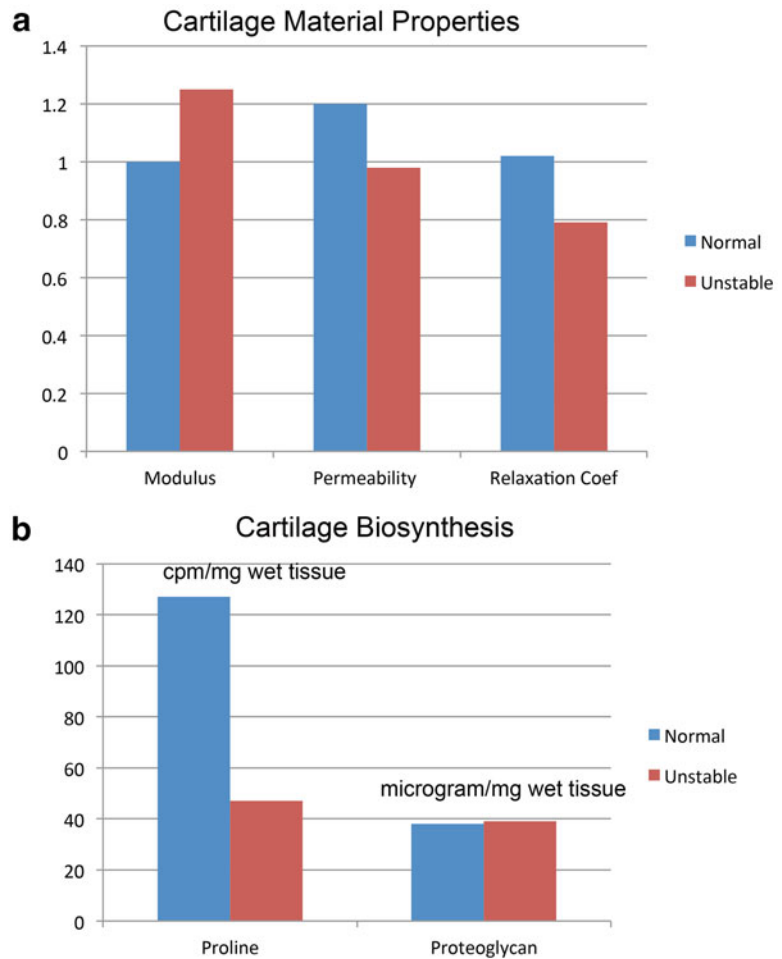 a
Cartilage Material Properties
1.4
1.2
1
0.8
0.6
0.4
0.2
0
Modulus
Permeability
Relaxation Coef
Normal
Unstable
b
Cartilage Biosynthesis
140
120
100
80
60
40
20
0
cpm/mg wet tissue
microgram/mg wet tissue
Proline
Proteoglycan
Normal
Unstable